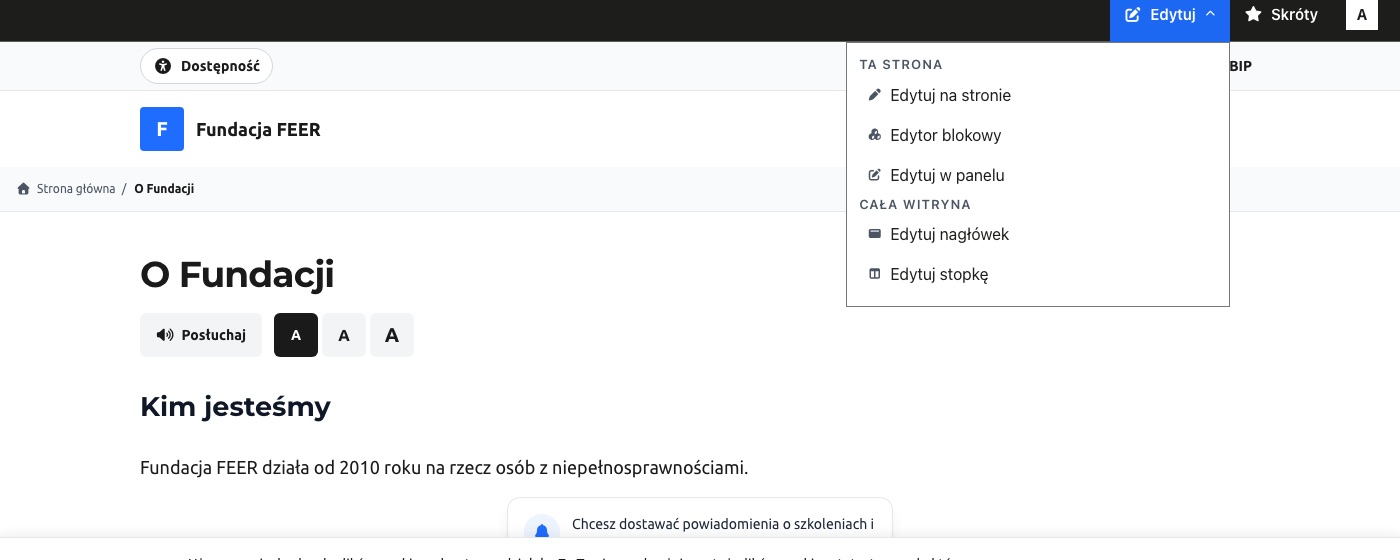 Edytuj
Skróty
A
TA STRONA
Edytuj na stronie
Edytor blokowy
Edytuj w panelu
CAŁA WITRYNA
Edytuj nagłówek
Edytuj stopkę
Dostępność
BIP
F
Fundacja FEER
Strona główna / O Fundacji
O Fundacji
Posłuchaj
A A A
Kim jesteśmy
Fundacja FEER działa od 2010 roku na rzecz osób z niepełnosprawnościami.
Chcesz dostawać powiadomienia o szkoleniach i